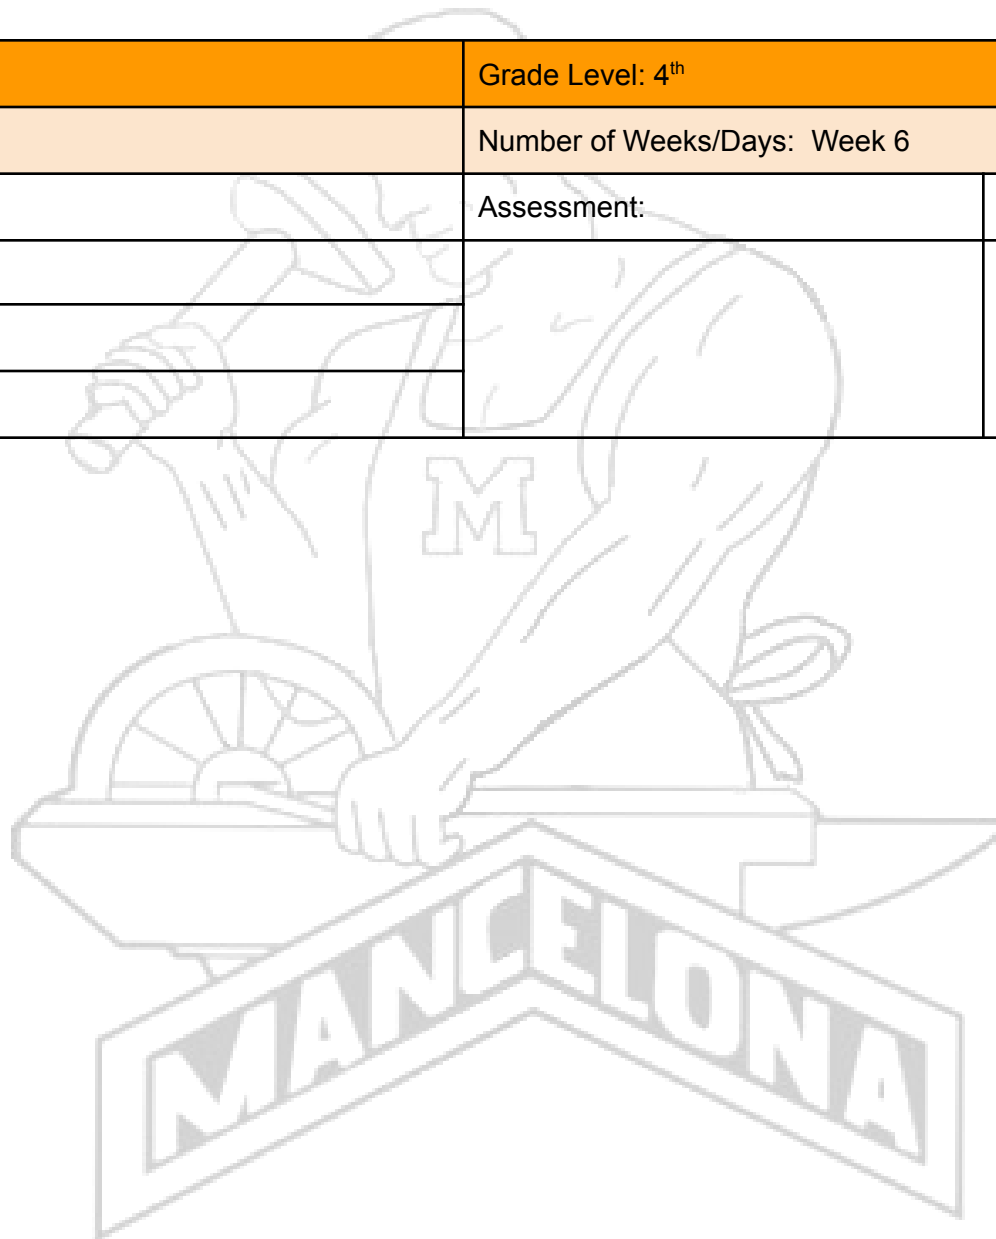 Grade Level: 4th
Number of Weeks/Days: Week 6
Assessment:
M
MANCELONA